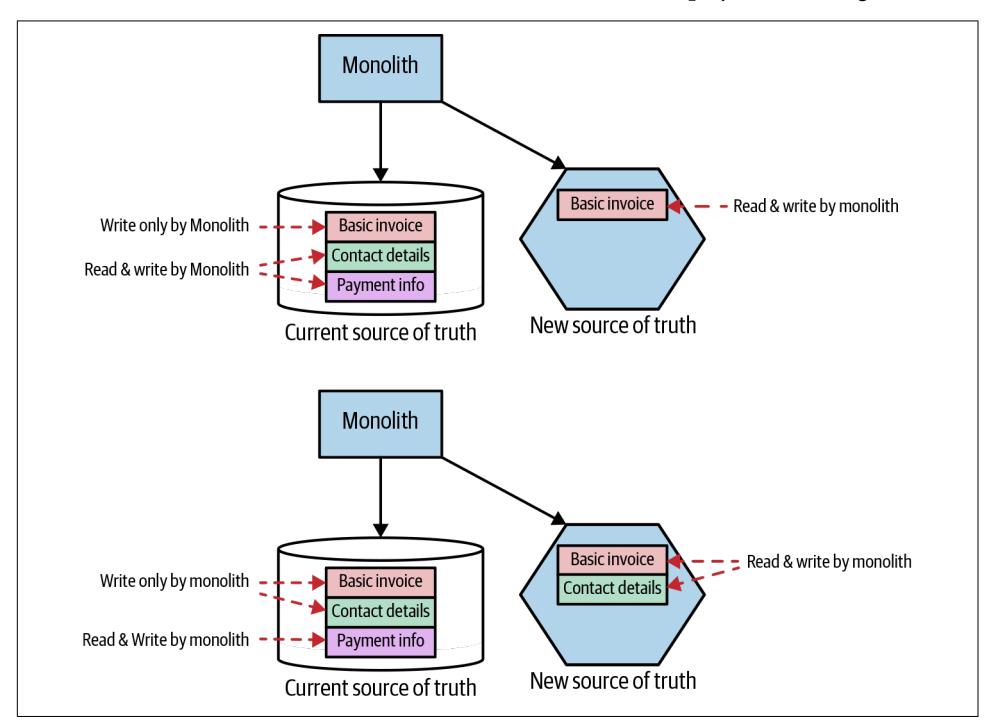 Monolith
Write only by Monolith
Read & write by Monolith
Basic invoice
Contact details
Payment info
Current source of truth
Basic invoice
Read & write by monolith
New source of truth
Monolith
Write only by monolith
Read & Write by monolith
Basic invoice
Contact details
Payment info
Current source of truth
Basic invoice
Contact details
Read & write by monolith
New source of truth